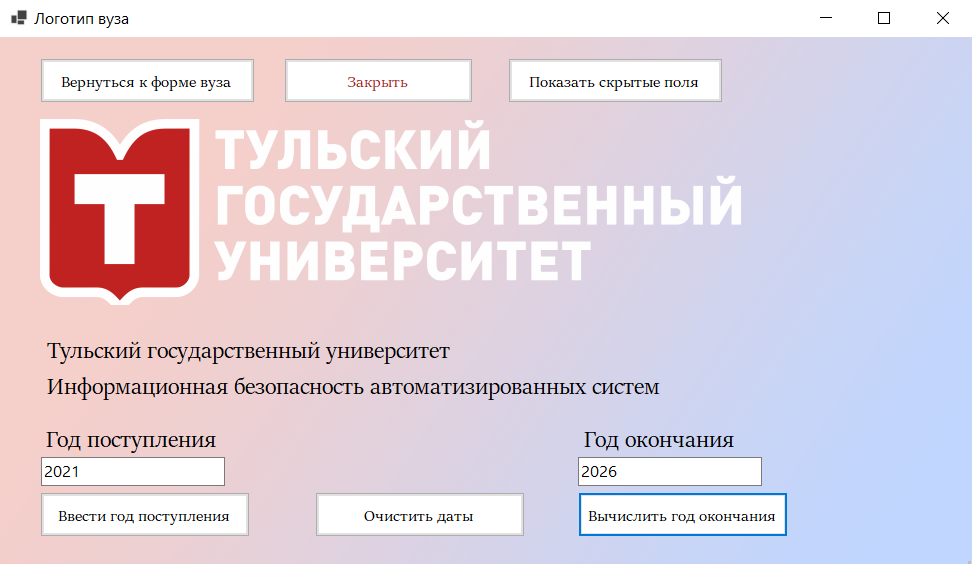 Логотип вуза
Вернуться к форме вуза
Закрыть
Показать скрытые поля
Т
ТУЛЬСКИЙ
ГОСУДАРСТВЕННЫЙ
УНИВЕРСИТЕТ
Тульский государственный университет
Информационная безопасность автоматизированных систем
Год поступления
Год окончания
2021
2026
Ввести год поступления
Очистить даты
Вычислить год окончания